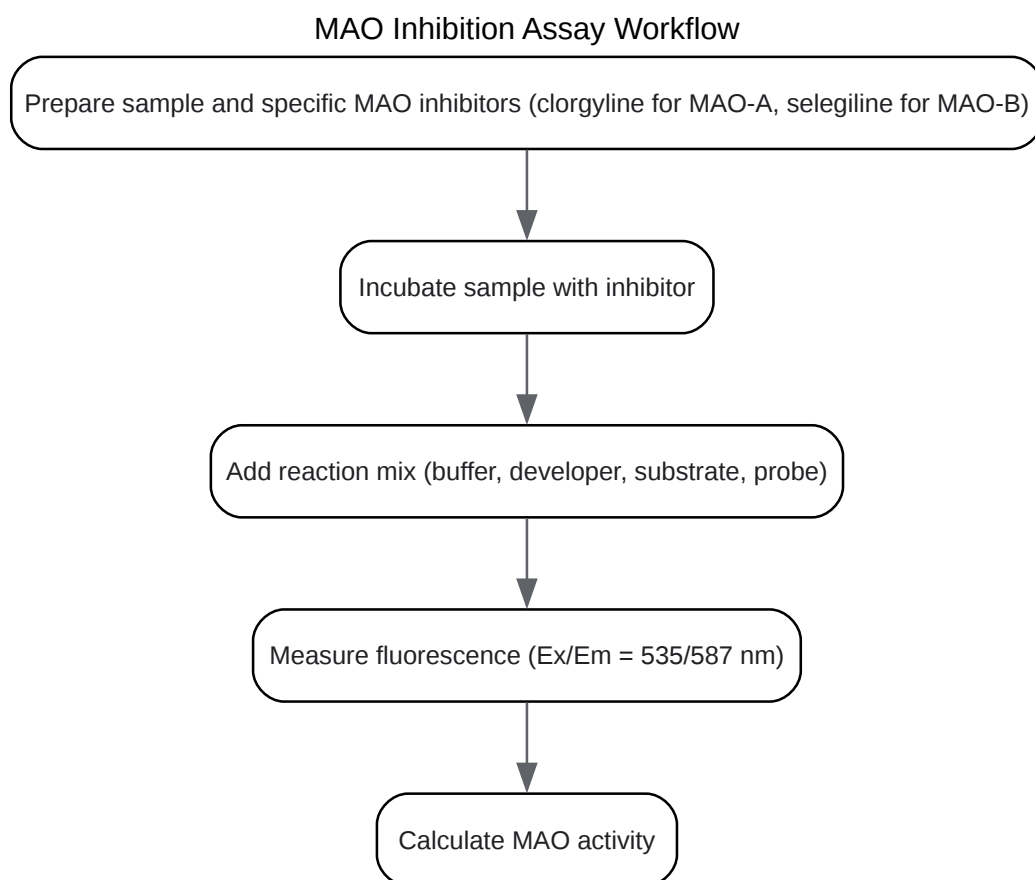 MAO Inhibition Assay Workflow
Prepare sample and specific MAO inhibitors (clorgyline for MAO-A, selegiline for MAO-B)
Incubate sample with inhibitor
Add reaction mix (buffer, developer, substrate, probe)
Measure fluorescence (Ex/Em = 535/587 nm)
Calculate MAO activity